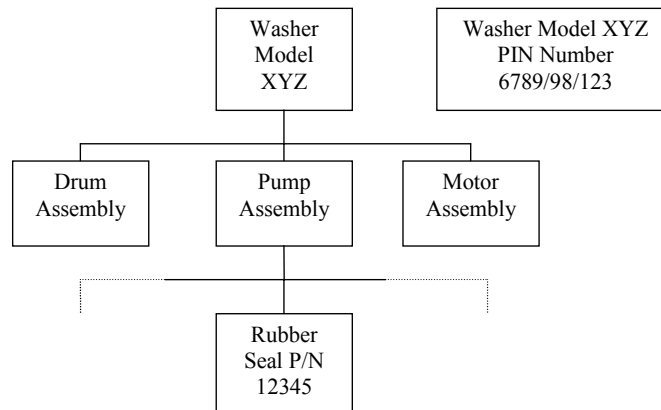 Washer
Model
XYZ
Washer Model XYZ
PIN Number
6789/98/123
Drum
Assembly
Pump
Assembly
Motor
Assembly
Rubber
Seal P/N
12345